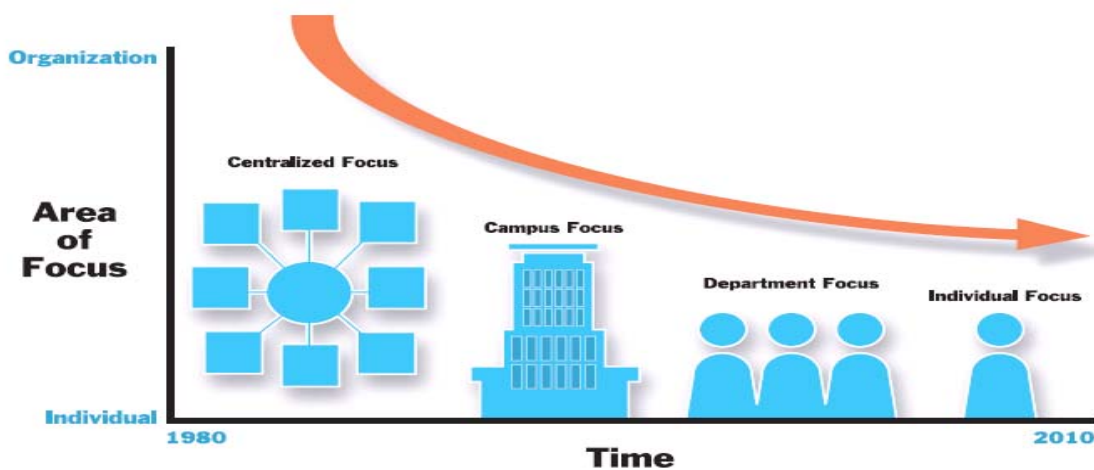 Organization
Centralized Focus
Area
of
Focus
Campus Focus
Department Focus
Individual Focus
Individual
1980
2010
Time